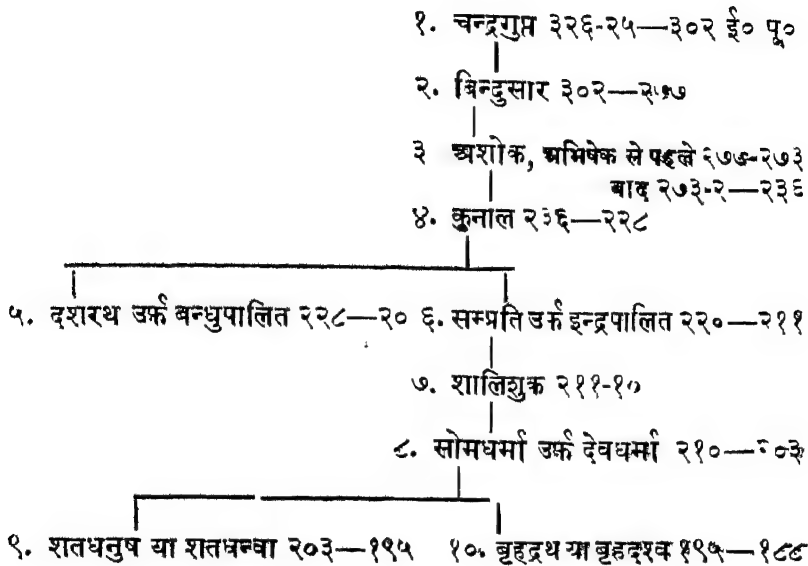 १. चन्द्रगुप्त ३२६-२५—३०२ ई० पू०
२. बिन्दुसार ३०२—२७७
३ अशोक, अभिषेक से पहले २७७-२७३
बाद २७३-२—२३६
४. कुनाल २३६—२२८
५. दशरथ उर्फ़ बन्धुपालित २२८—२० ६. सम्प्रति उर्फ़ इन्द्रपालित २२०—२११
७. शालिशुक २११-१०
८. सोमधर्मा उर्फ़ देवधर्मा २१०—२०३
९. शतधनुष या शतधन्वा २०३—१९५ १०. बृहद्रथ या बृहदश्व १९५—१८८